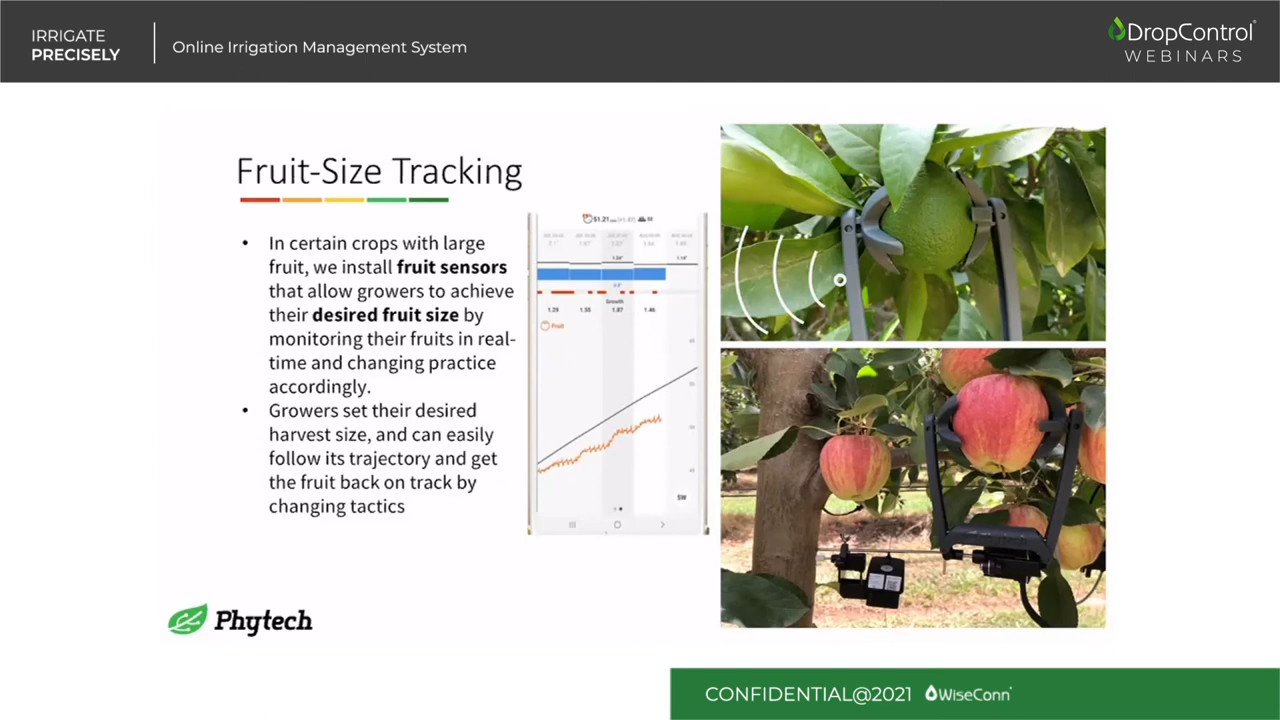 IRRIGATE
PRECISELY
Online Irrigation Management System
DropControl®
WEBINARS
Fruit-Size Tracking
• In certain crops with large
fruit, we install fruit sensors
that allow growers to achieve
their desired fruit size by
monitoring their fruits in real-
time and changing practice
accordingly.
• Growers set their desired
harvest size, and can easily
follow its trajectory and get
the fruit back on track by
changing tactics
Growth
1.29 1.55 1.87 1.46
Fruit
5W
Phytech
CONFIDENTIAL@2021 WiseConn®